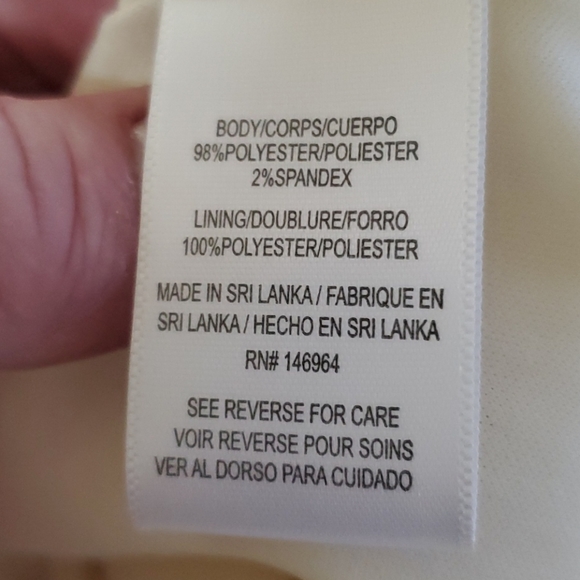 BODY/CORPS/CUERPO
98%POLYESTER/POLIESTER
2%SPANDEX
LINING/DOUBLURE/FORRO
100%POLYESTER/POLIESTER
MADE IN SRI LANKA / FABRIQUE EN
SRI LANKA / HECHO EN SRI LANKA
RN# 146964
SEE REVERSE FOR CARE
VOIR REVERSE POUR SOINS
VER AL DORSO PARA CUIDADO